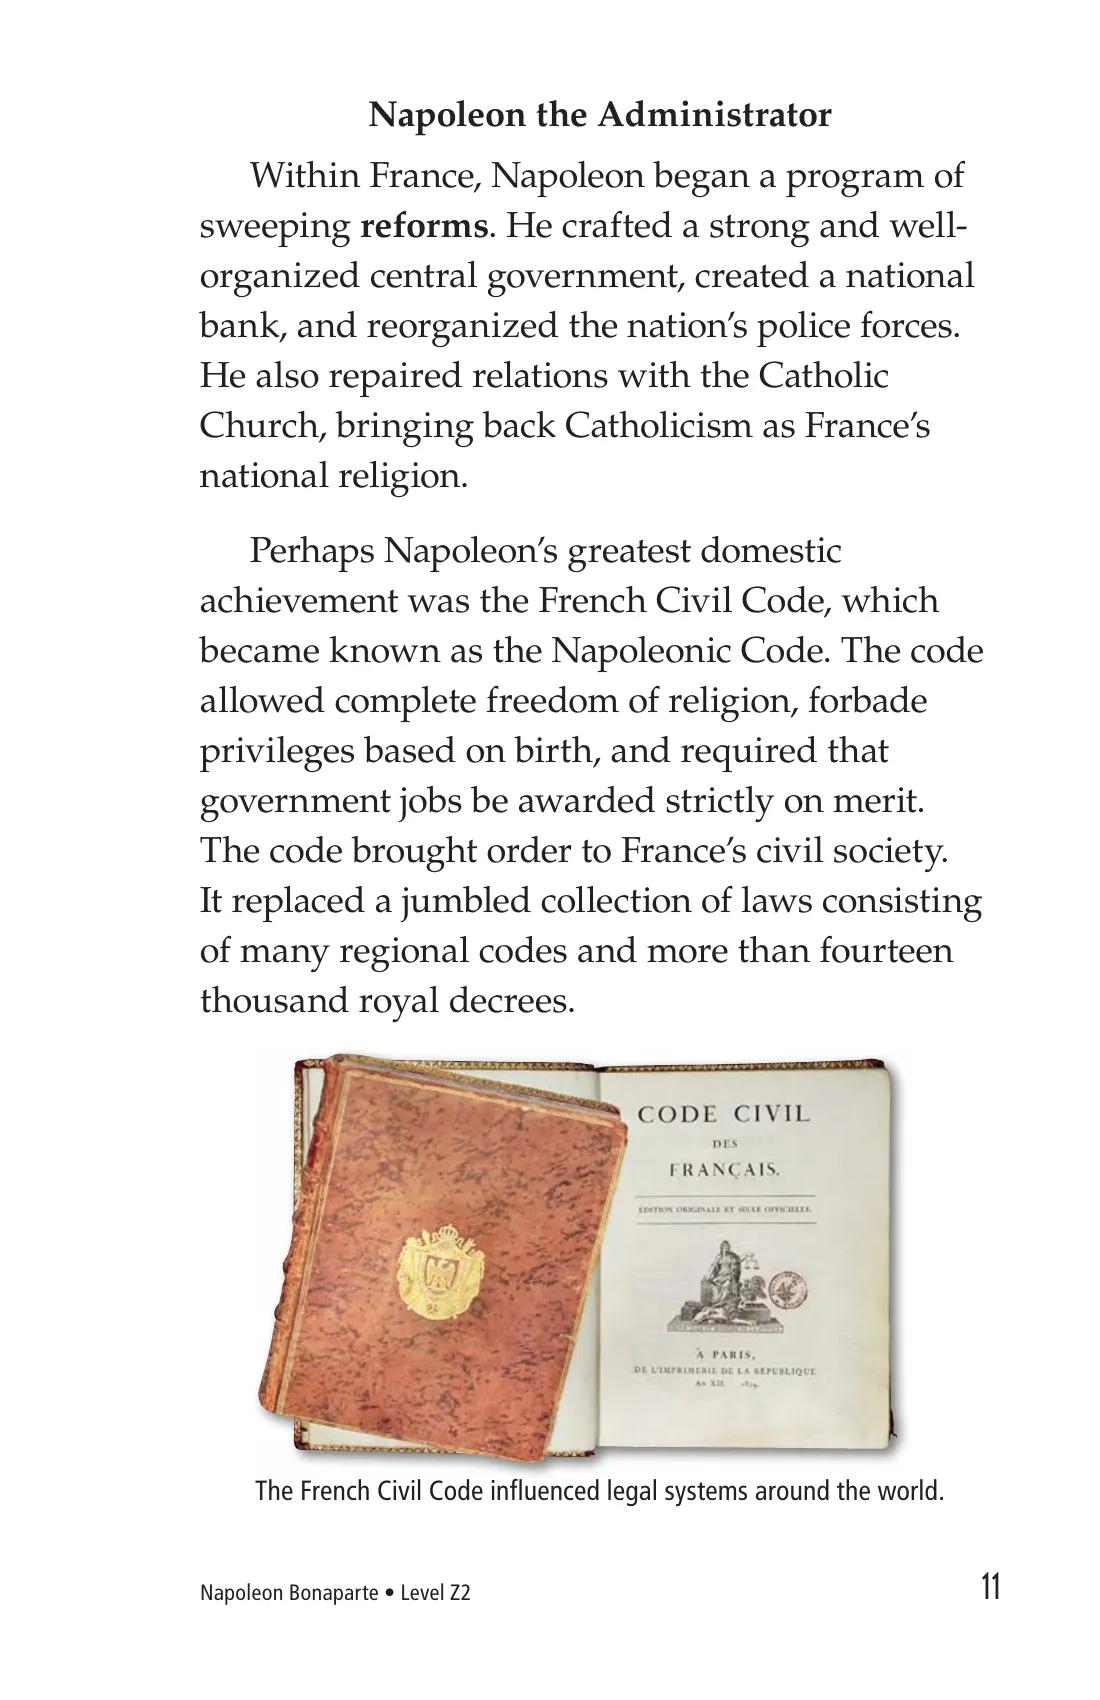 Napoleon the Administrator
Within France, Napoleon began a program of
sweeping reforms. He crafted a strong and well-
organized central government, created a national
bank, and reorganized the nation’s police forces.
He also repaired relations with the Catholic
Church, bringing back Catholicism as France’s
national religion.
Perhaps Napoleon’s greatest domestic
achievement was the French Civil Code, which
became known as the Napoleonic Code. The code
allowed complete freedom of religion, forbade
privileges based on birth, and required that
government jobs be awarded strictly on merit.
The code brought order to France’s civil society.
It replaced a jumbled collection of laws consisting
of many regional codes and more than fourteen
thousand royal decrees.
CODE CIVIL
DES
FRANÇAIS.
ÉDITION ORIGINALE ET SEULE OFFICIELLE.
À PARIS,
DE L'IMPRIMERIE DE LA RÉPUBLIQUE
AN XII. 1804.
The French Civil Code influenced legal systems around the world.
Napoleon Bonaparte • Level Z2
11